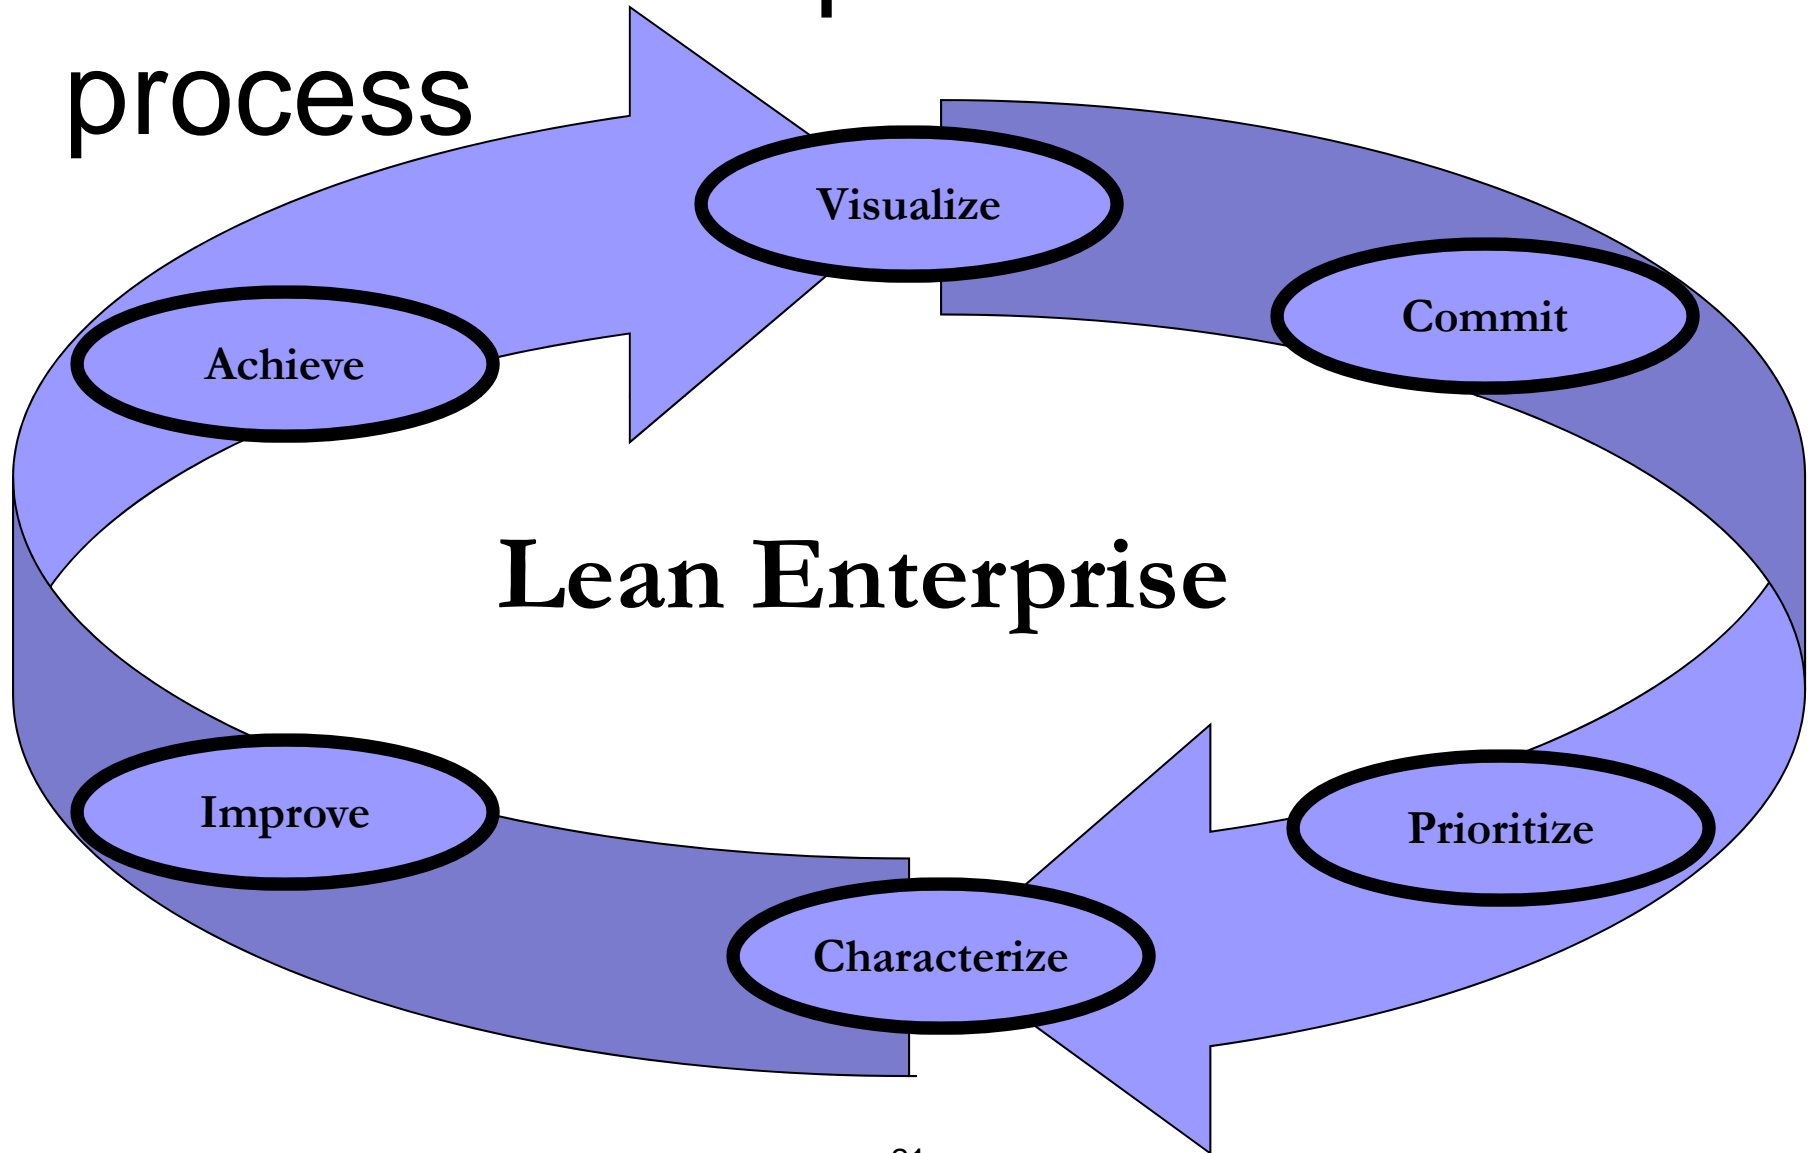 process
Visualize
Commit
Achieve
Lean Enterprise
Improve
Prioritize
Characterize